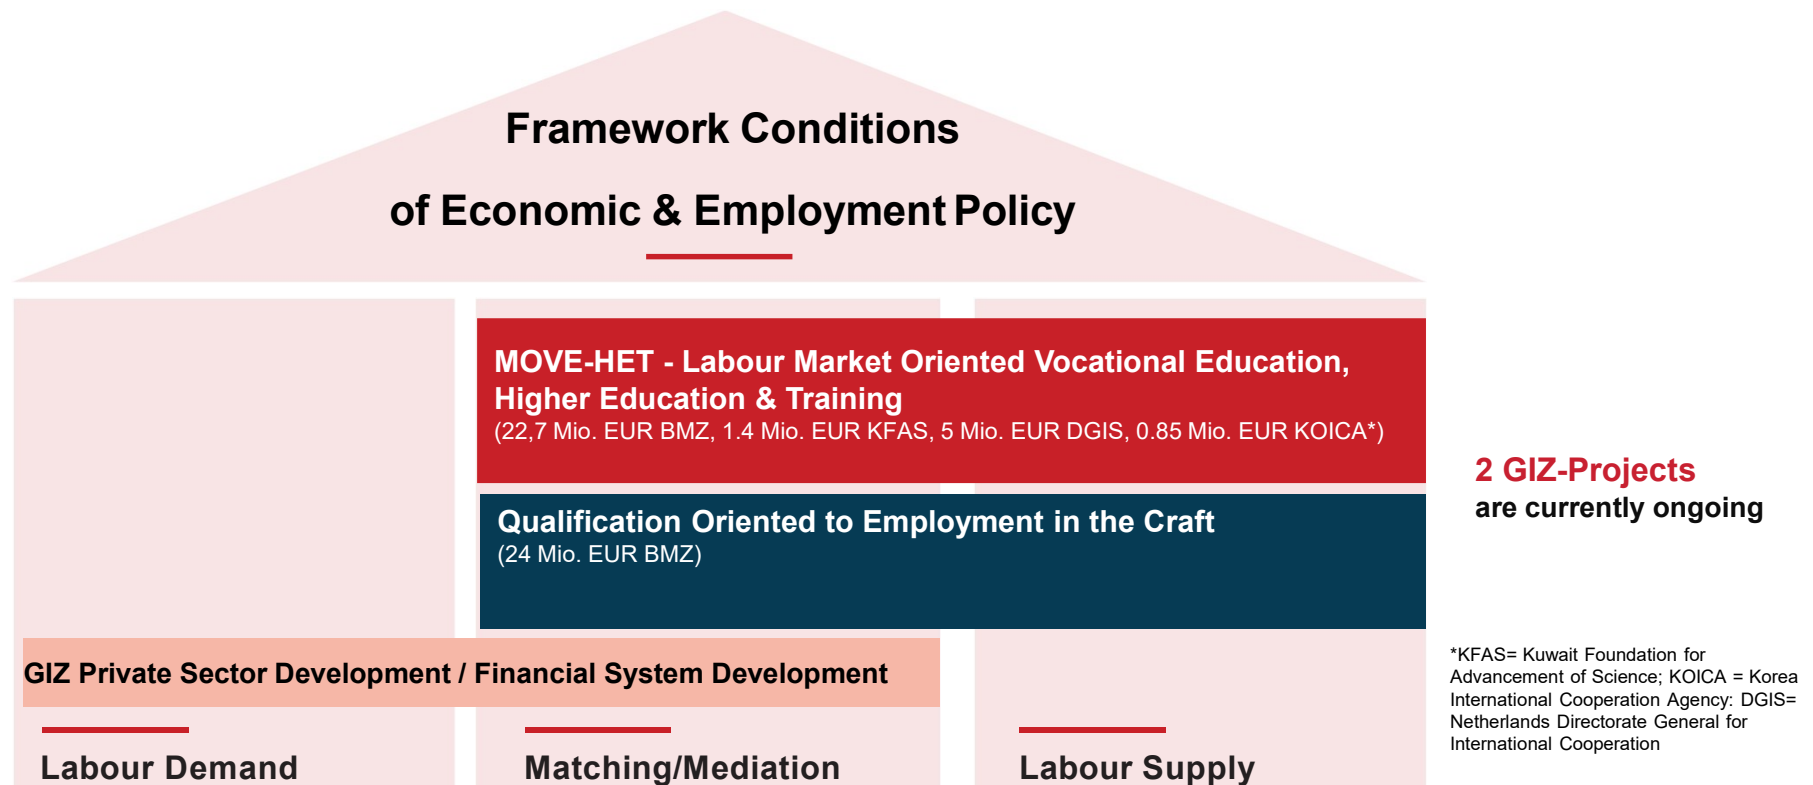 Framework Conditions
of Economic & Employment Policy
MOVE-HET - Labour Market Oriented Vocational Education,
Higher Education & Training
(22,7 Mio. EUR BMZ, 1.4 Mio. EUR KFAS, 5 Mio. EUR DGIS, 0.85 Mio. EUR KOICA*)
Qualification Oriented to Employment in the Craft
(24 Mio. EUR BMZ)
GIZ Private Sector Development / Financial System Development
Labour Demand
Matching/Mediation
Labour Supply
2 GIZ-Projects
are currently ongoing
*KFAS= Kuwait Foundation for
Advancement of Science; KOICA = Korea
International Cooperation Agency: DGIS=
Netherlands Directorate General for
International Cooperation